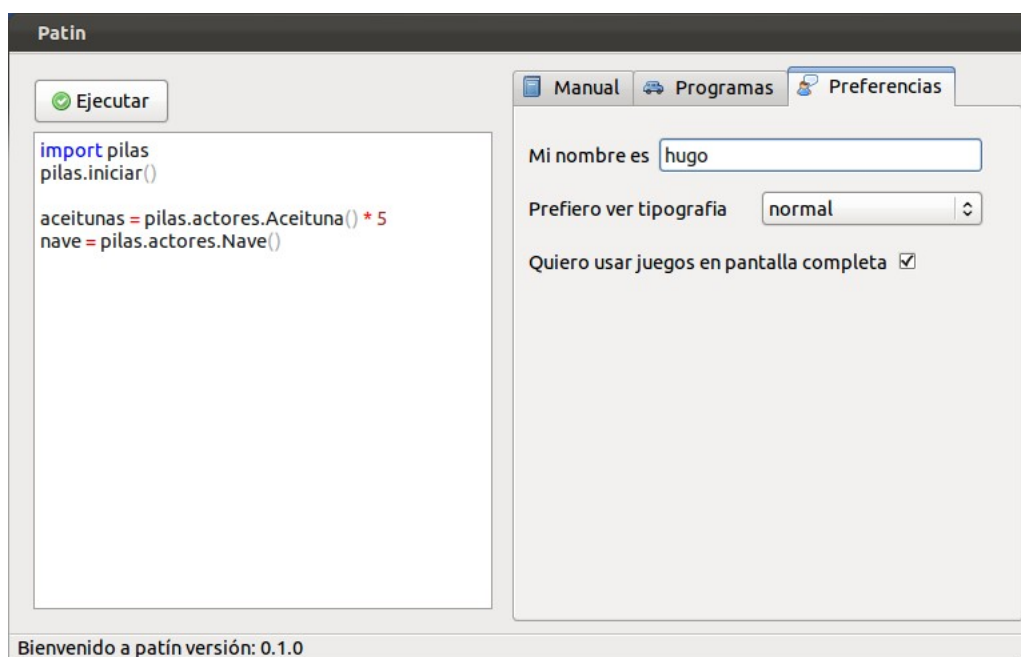 Patin
Ejecutar
import pilas
pilas.iniciar()
aceitunas = pilas.actores.Aceituna() * 5
nave = pilas.actores.Nave()
Manual
Programas
Preferencias
Mi nombre es hugo
Prefiero ver tipografia normal
Quiero usar juegos en pantalla completa
Bienvenido a patín versión: 0.1.0